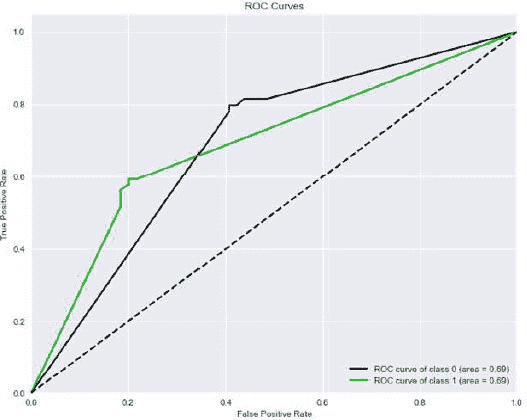 ROC Curves
1.0
0.8
0.6
0.4
0.2
0.0
True Positive Rate
ROC curve of class 0 (area = 0.69)
ROC curve of class 1 (area = 0.69)
0.0 0.2 0.4 0.6 0.8 1.0
False Positive Rate